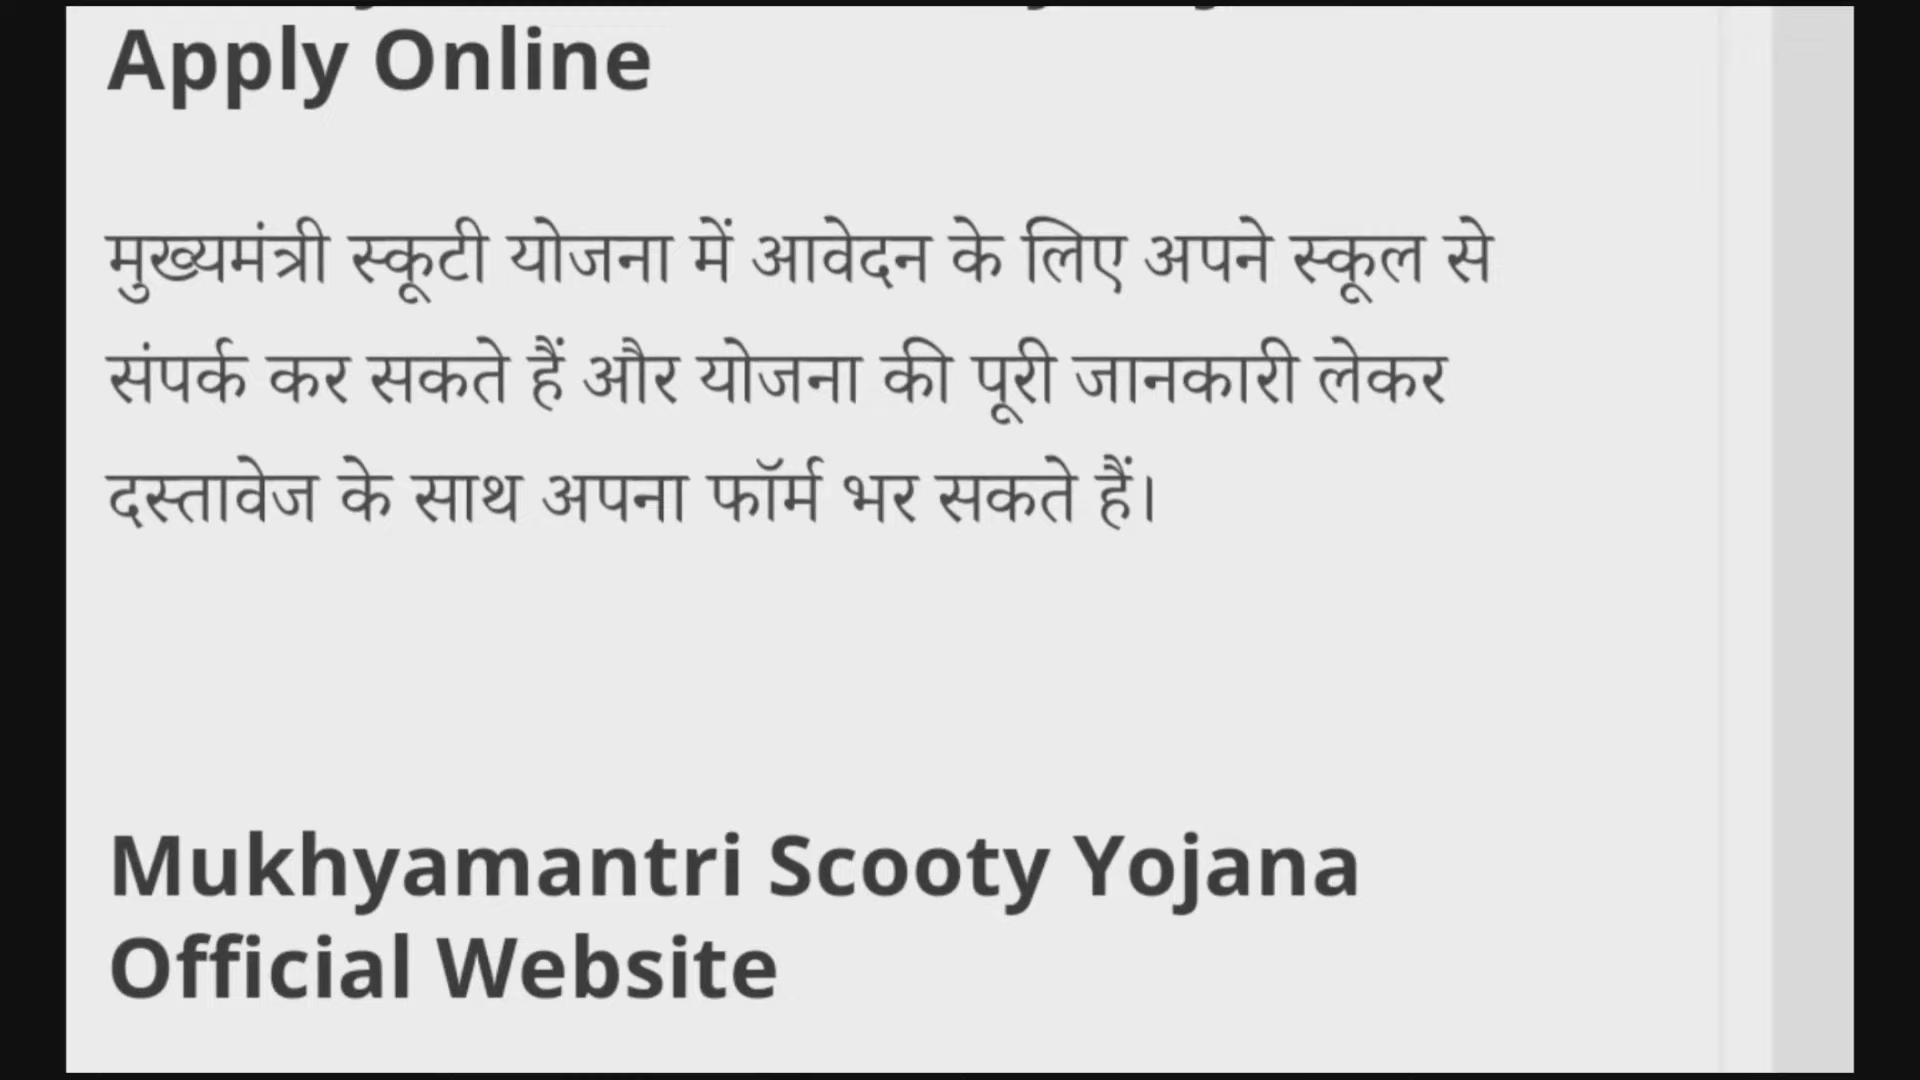 Apply Online
मुख्यमंत्री स्कूटी योजना में आवेदन के लिए अपने स्कूल से
संपर्क कर सकते हैं और योजना की पूरी जानकारी लेकर
दस्तावेज के साथ अपना फॉर्म भर सकते हैं।
Mukhyamantri Scooty Yojana
Official Website